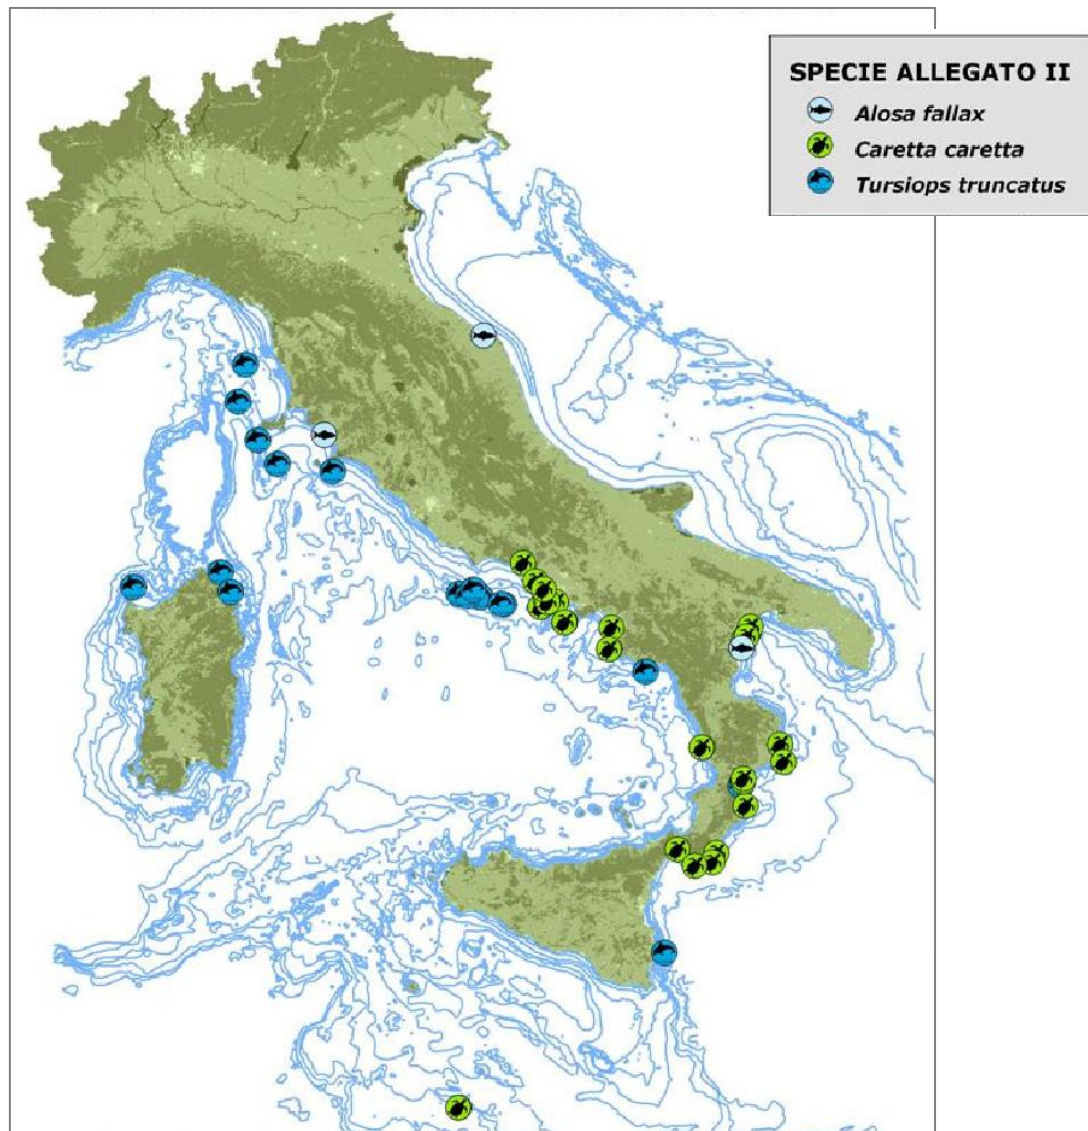 SPECIE ALLEGATO II
Alosa fallax
Caretta caretta
Tursiops truncatus